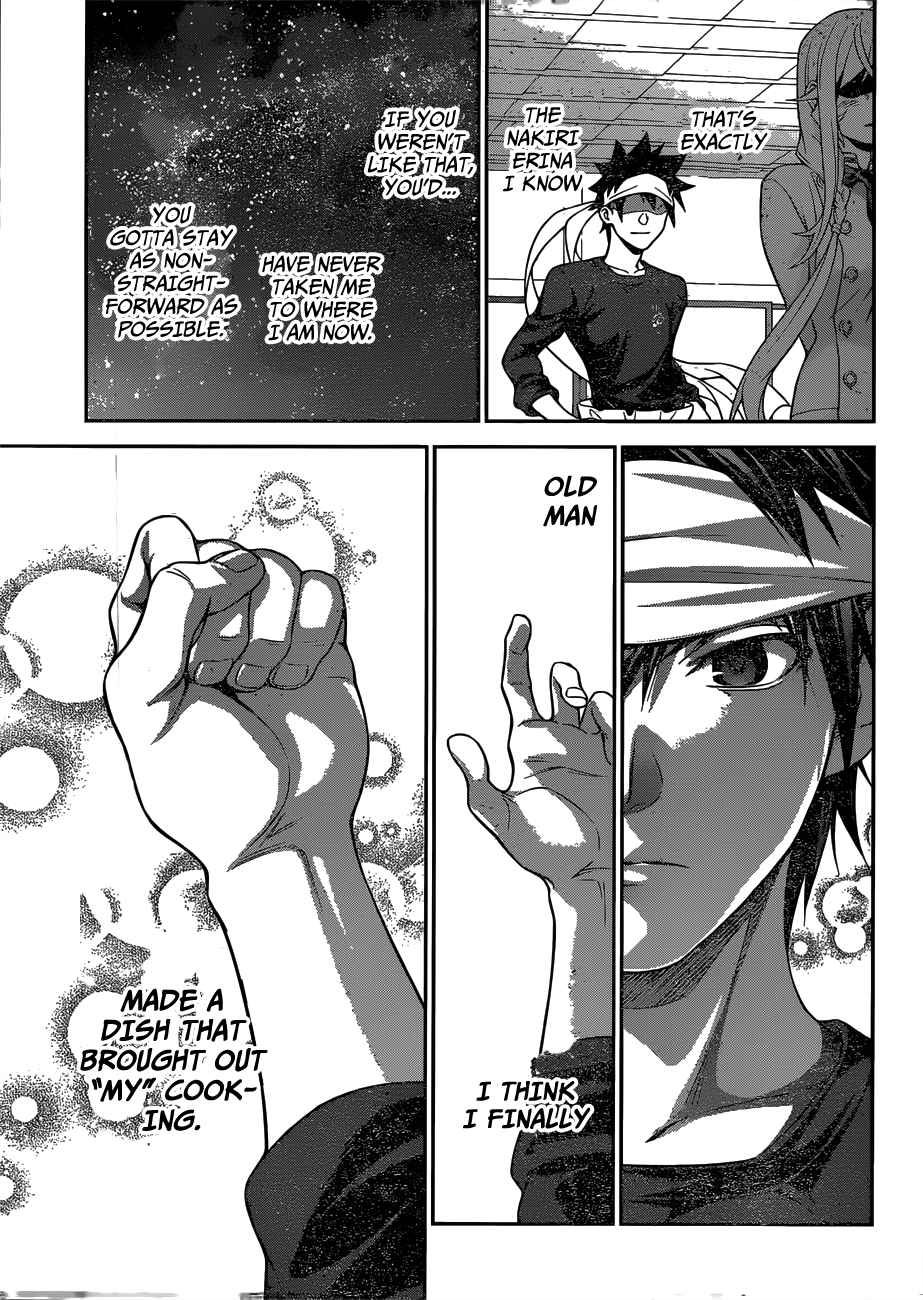 THAT'S
EXACTLY
THE
NAKIRI
ERINA
I KNOW
IF YOU
WEREN'T
LIKE THAT,
YOU'D...
HAVE NEVER
TAKEN ME
TO WHERE
I AM NOW.
YOU
GOTTA STAY
AS NON-
STRAIGHT-
FORWARD AS
POSSIBLE.
OLD
MAN
I THINK
I FINALLY
MADE A
DISH THAT
BROUGHT OUT
"MY" COOK-
ING.